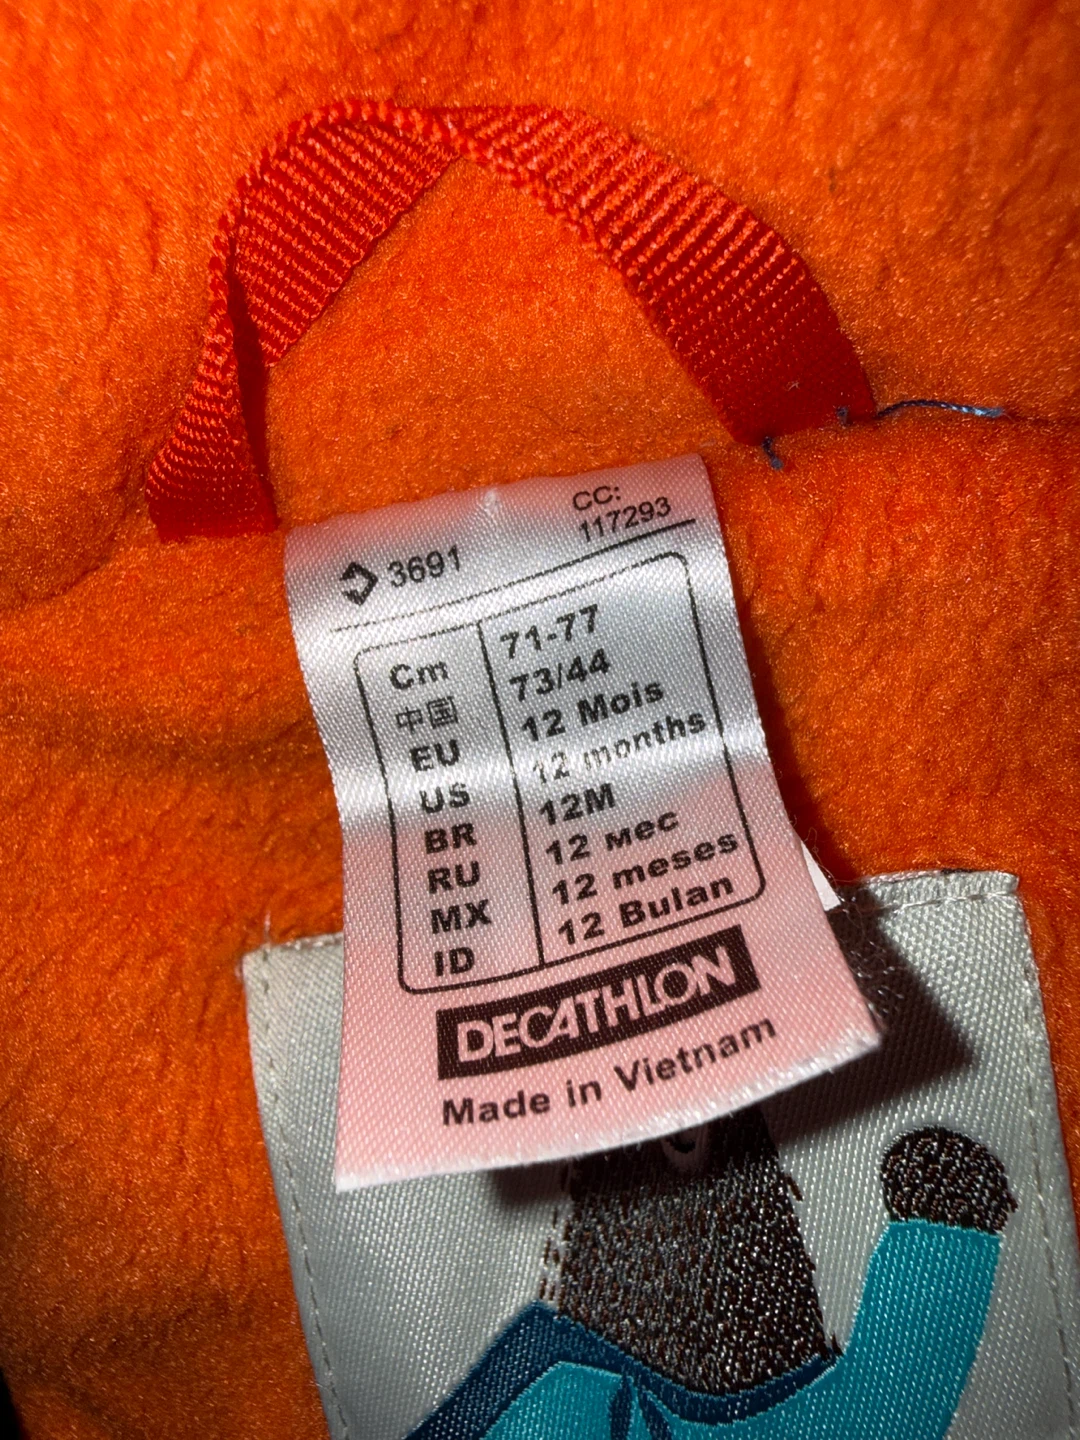 CC:
117293
3691
Cm 71-77
中国 73/44
EU 12 Mois
US 12 months
BR 12M
RU 12 мес
MX 12 meses
ID 12 Bulan
DECATHLON
Made in Vietnam